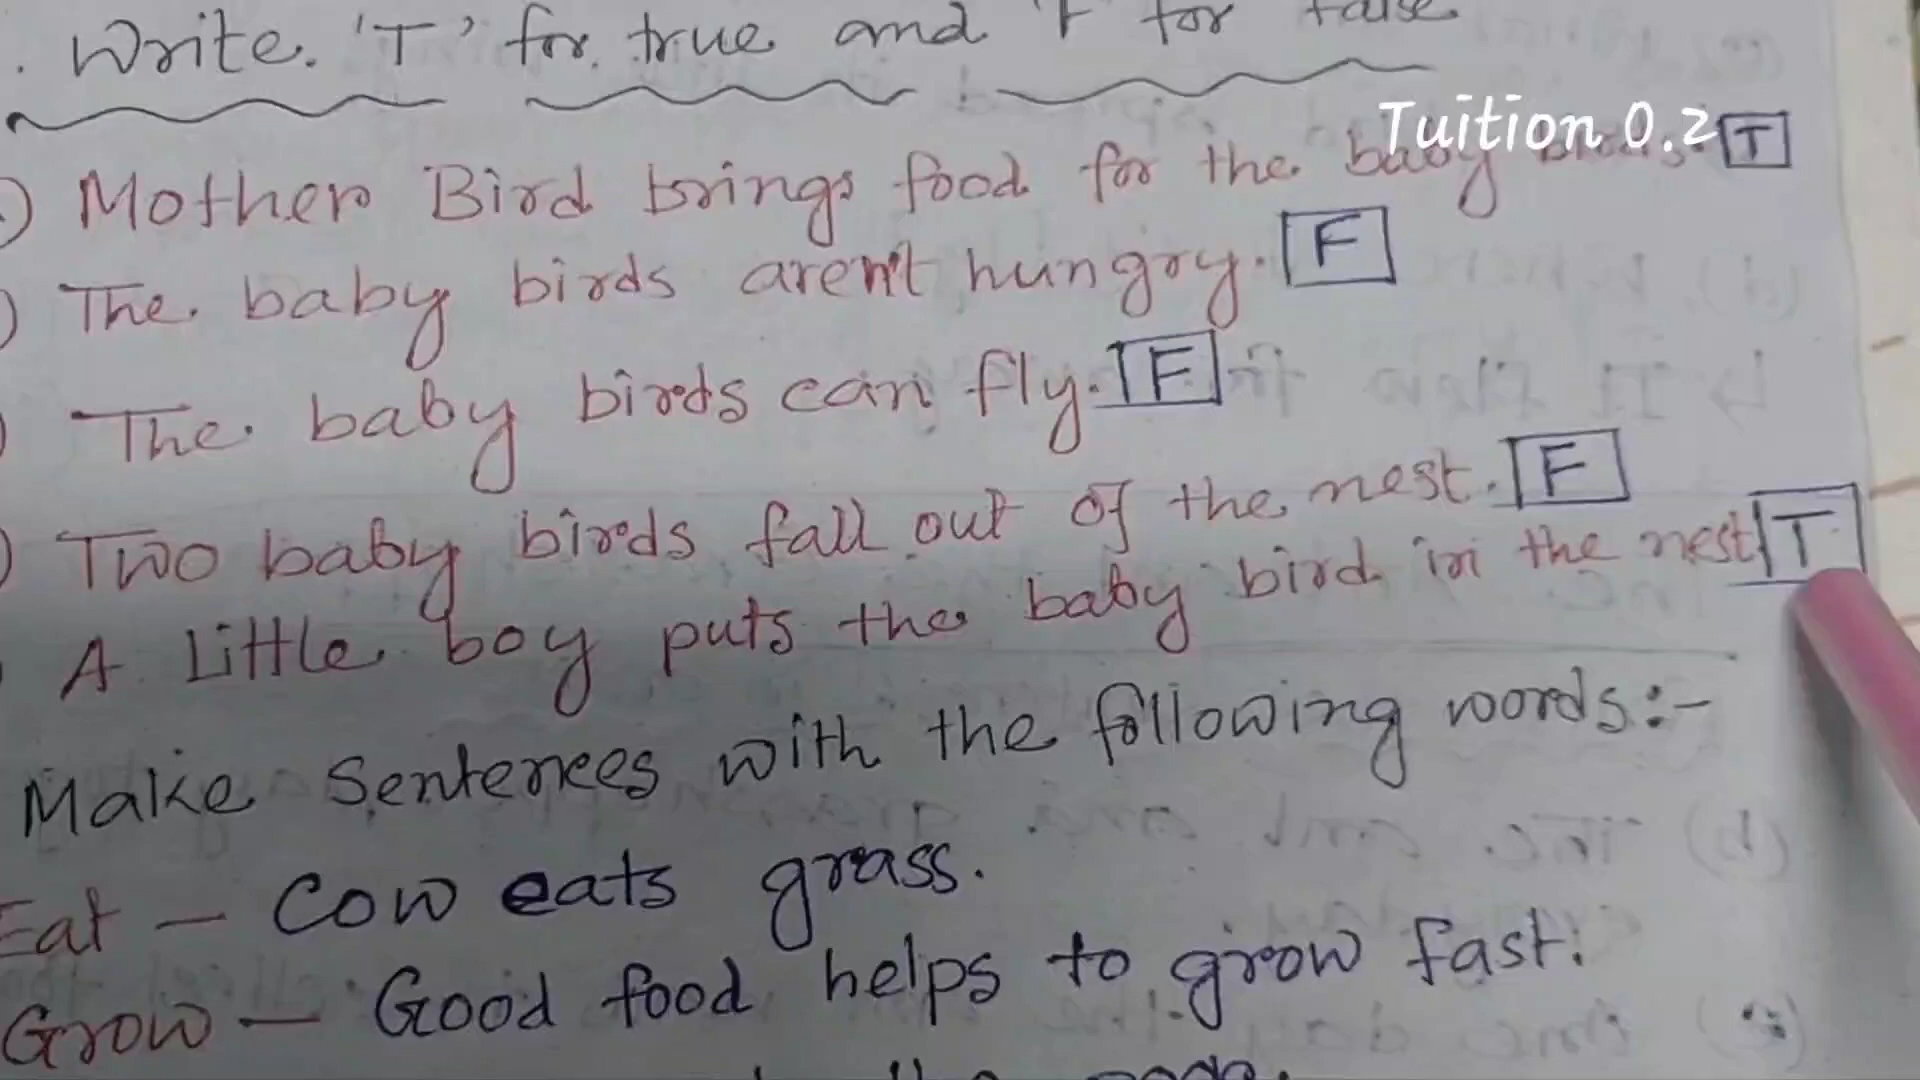 . Write. 'T' for true and 'F' for false
Tuition 0.2
) Mother Bird brings food for the baby birds. T
) The baby birds aren't hungry. F
) The baby birds can fly. F
) Two baby birds fall out of the nest. F
A little boy puts the baby bird in the nest T
Make sentences with the following words:-
Eat - Cow eats grass.
Grow - Good food helps to grow fast.